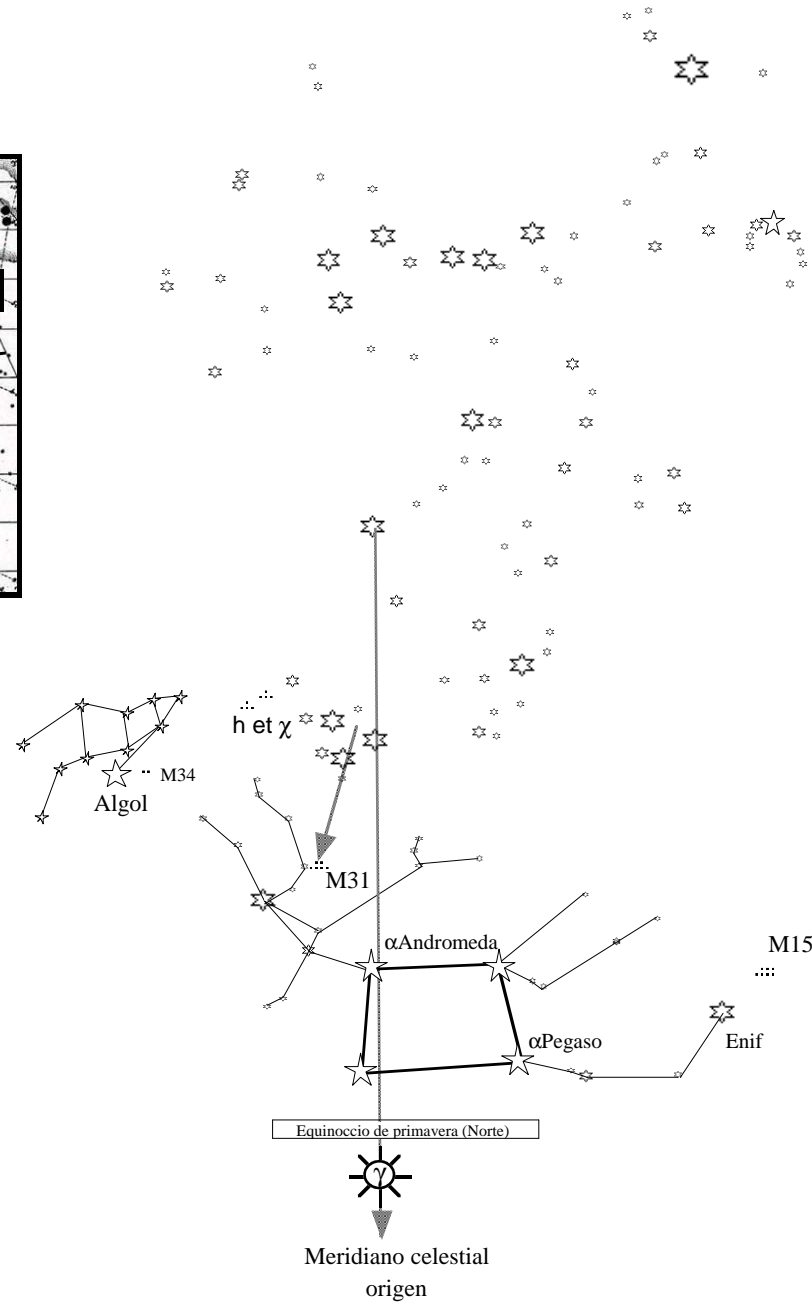 h et χ
M34
Algol
M31
αAndromeda
M15
αPegaso
Enif
Equinoccio de primavera (Norte)
γ
Meridiano celestial
origen